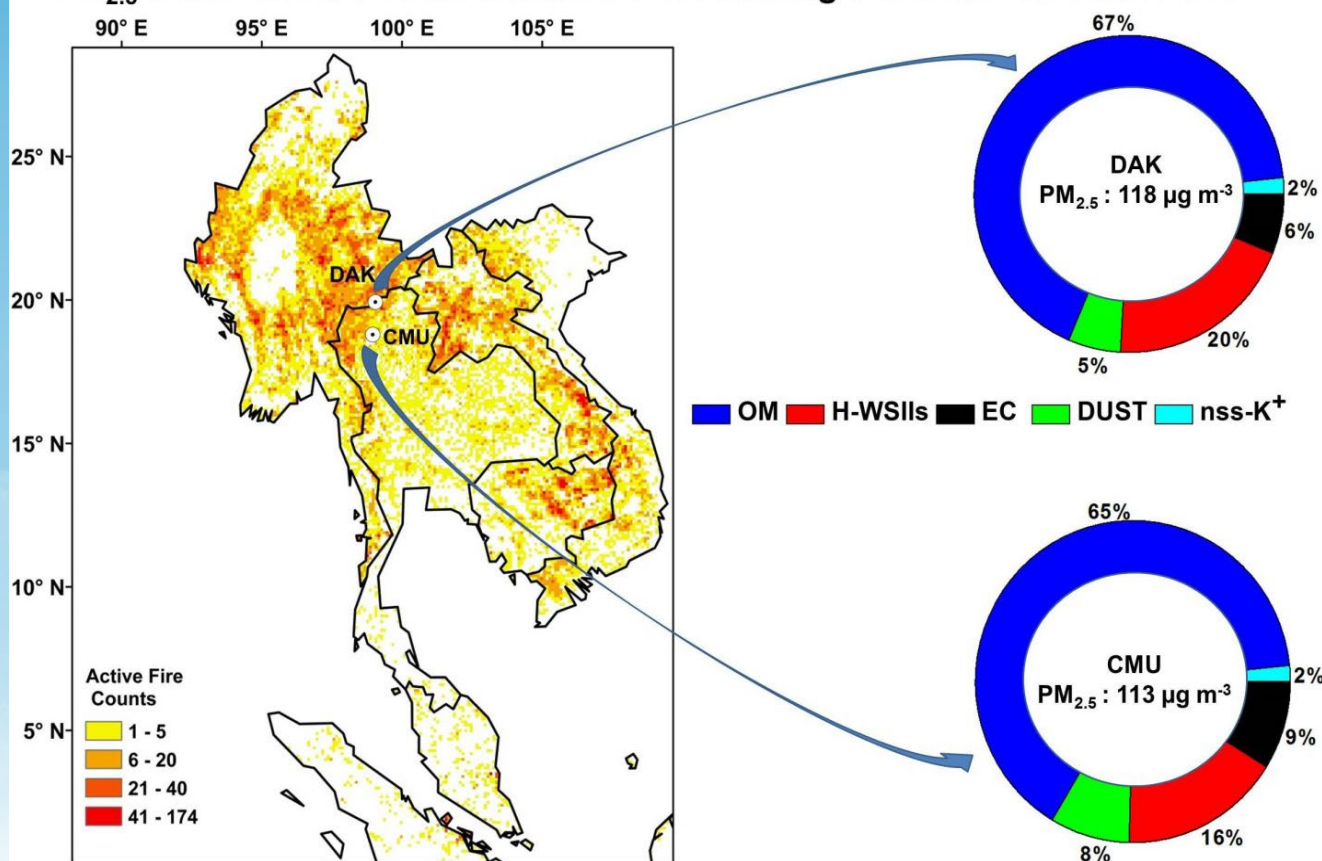 90° E 95° E 100° E 105° E
25° N
20° N
15° N
10° N
5° N
DAK
CMU
Active Fire
Counts
1 - 5
6 - 20
21 - 40
41 - 174
67%
DAK
PM2.5 : 118 µg m-3
2%
6%
20%
5%
OM H-WSIIs EC DUST nss-K+
65%
CMU
PM2.5 : 113 µg m-3
2%
9%
16%
8%